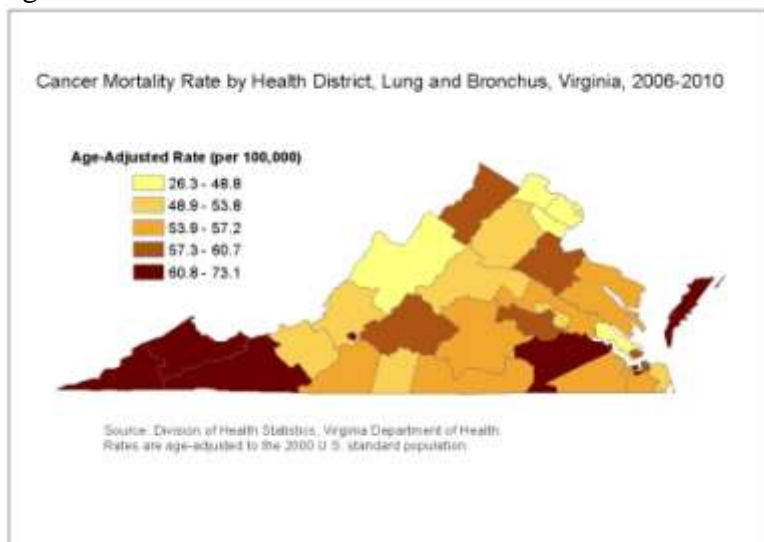 Cancer Mortality Rate by Health District, Lung and Bronchus, Virginia, 2006-2010
Age-Adjusted Rate (per 100,000)
26.3 - 48.8
48.9 - 53.8
53.9 - 57.2
57.3 - 60.7
60.8 - 73.1
Source: Division of Health Statistics, Virginia Department of Health.
Rates are age-adjusted to the 2000 U.S. standard population.